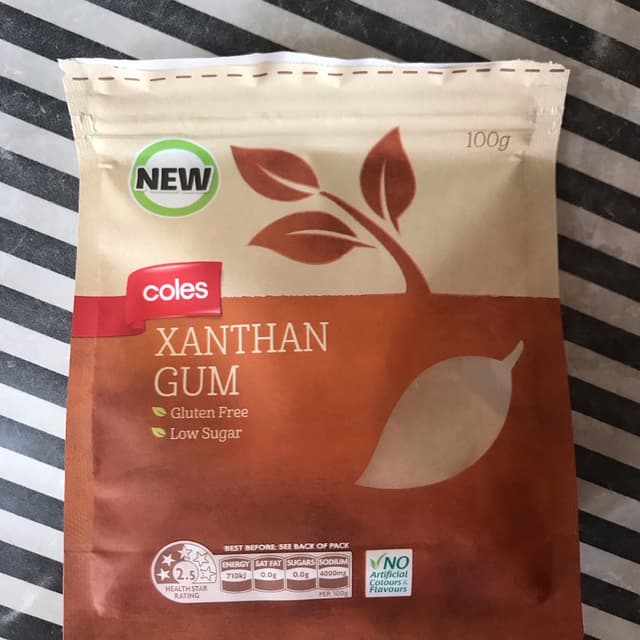 100g
NEW
coles
XANTHAN
GUM
Gluten Free
Low Sugar
BEST BEFORE: SEE BACK OF PACK
2.5
HEALTH STAR
RATING
ENERGY SAT FAT SUGARS SODIUM
710kJ 0.0g 0.0g 4000mg
PER 100g
NO
Artificial
Colours &
Flavours